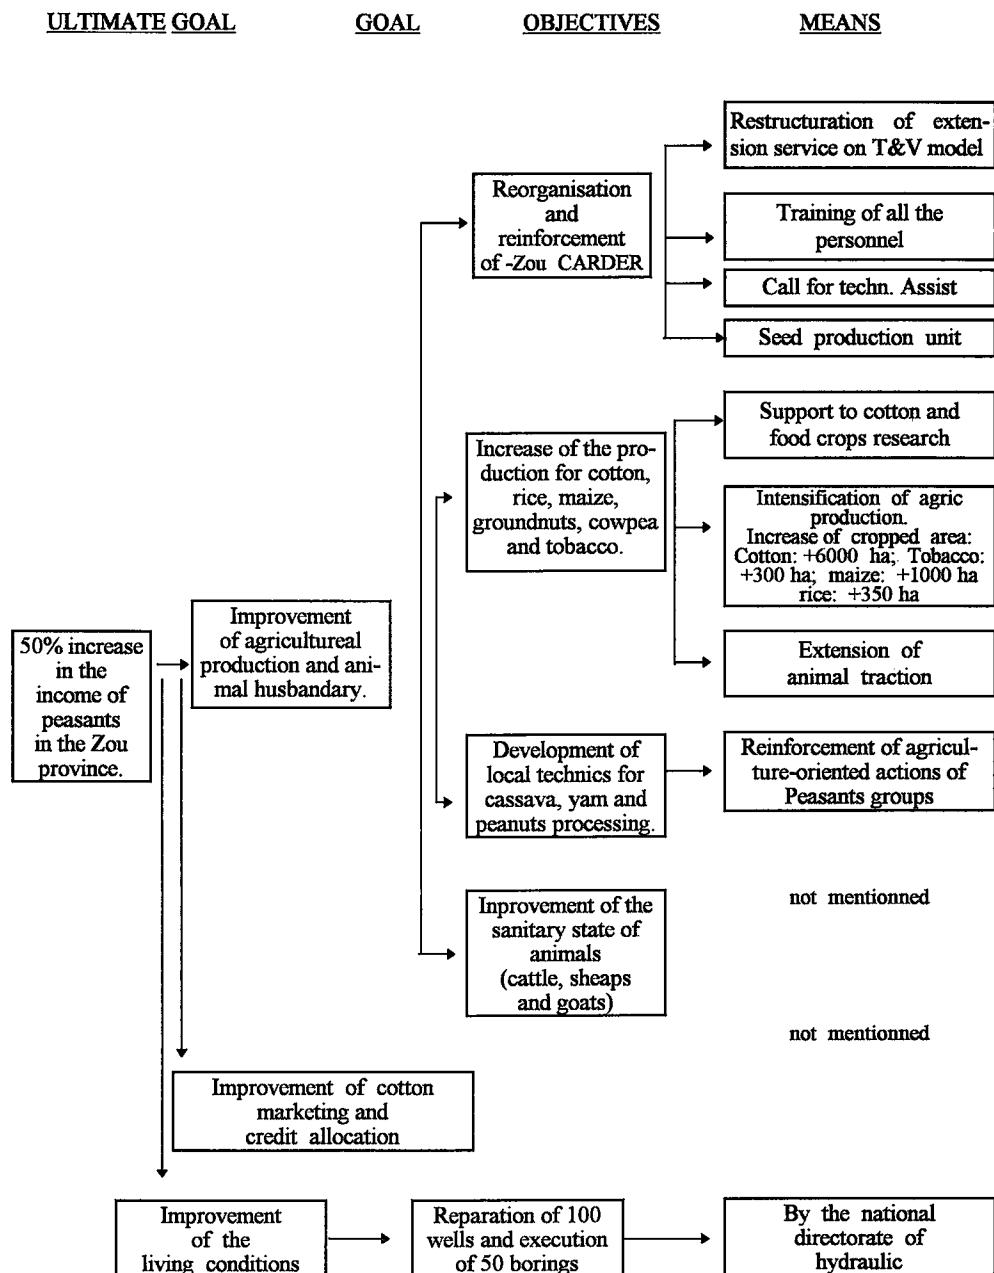 ULTIMATE GOAL
GOAL
OBJECTIVES
MEANS
Restructuration of exten-
sion service on T&V model
Reorganisation
and
reinforcement
of -Zou CARDER
Training of all the
personnel
Call for techn. Assist
Seed production unit
Support to cotton and
food crops research
Increase of the pro-
duction for cotton,
rice, maize,
groundnuts, cowpea
and tobacco.
Intensification of agric
production.
Increase of cropped area:
Cotton: +6000 ha; Tobacco:
+300 ha; maize: +1000 ha
rice: +350 ha
Extension of
animal traction
50% increase
in the
income of
peasants
in the Zou
province.
Improvement
of agricultureal
production and ani-
mal husbandary.
Development of
local technics for
cassava, yam and
peanuts processing.
Reinforcement of agricul-
ture-oriented actions of
Peasants groups
Inprovement of the
sanitary state of
animals
(cattle, sheaps
and goats)
not mentionned
not mentionned
Improvement of cotton
marketing and
credit allocation
Improvement
of the
living conditions
Reparation of 100
wells and execution
of 50 borings
By the national
directorate of
hydraulic